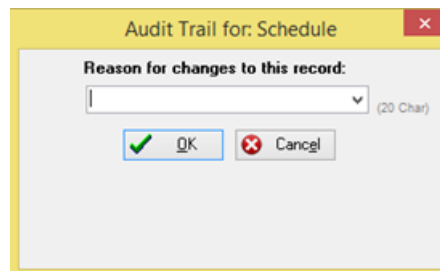 Audit Trail for: Schedule
Reason for changes to this record:
(20 Char)
OK Cancel